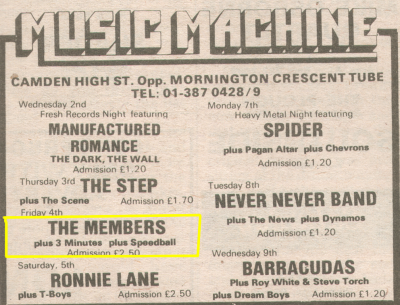 MUSIC MACHINE
CAMDEN HIGH ST. Opp. MORNINGTON CRESCENT TUBE
TEL: 01-387 0428/9
Wednesday 2nd
Fresh Records Night featuring
MANUFACTURED
ROMANCE
THE DARK, THE WALL
Admission £1.20
Thursday 3rd THE STEP
plus The Scene Admission £1.70
Friday 4th
THE MEMBERS
plus 3 Minutes plus Speedball
Admission £2.50
Saturday, 5th
RONNIE LANE
plus T-Boys Admission £2.50
Monday 7th
Heavy Metal Night featuring
SPIDER
plus Pagan Altar plus Chevrons
Admission £1.20
Tuesday 8th
NEVER NEVER BAND
plus The News plus Dynamos
Admission £1.20
Wednesday 9th
BARRACUDAS
Plus Roy White & Steve Torch
plus Dream Boys Admission £1.20